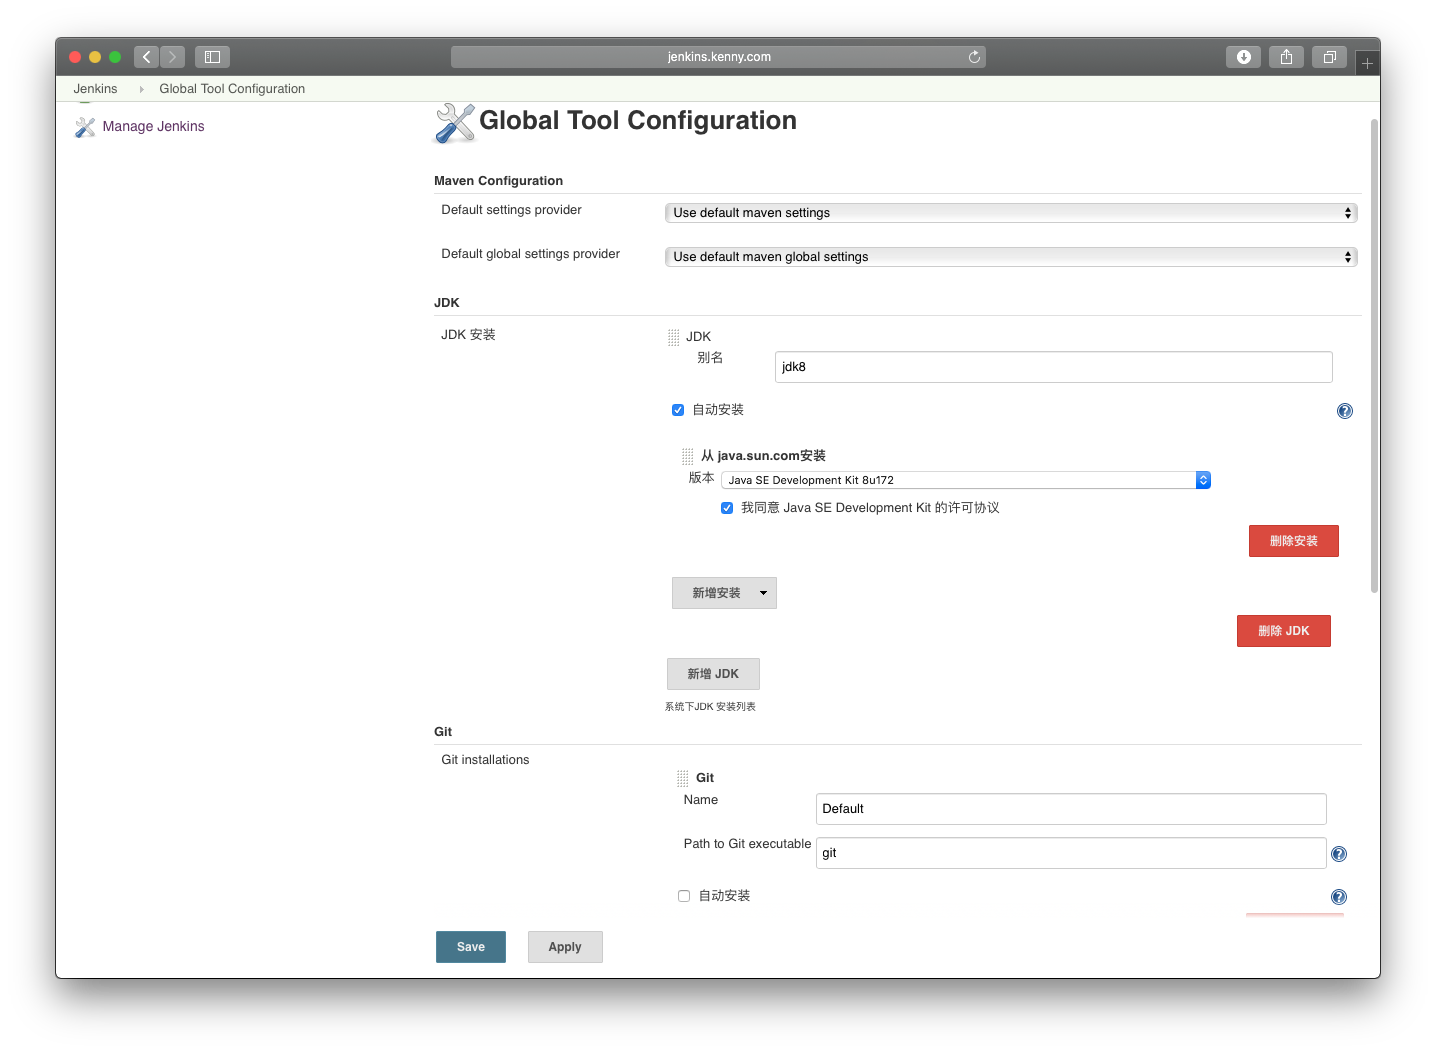 jenkins.kenny.com
Jenkins Global Tool Configuration
Manage Jenkins
Global Tool Configuration
Maven Configuration
Default settings provider Use default maven settings
Default global settings provider Use default maven global settings
JDK
JDK 安装 JDK
别名 jdk8
自动安装
从 java.sun.com安装
版本 Java SE Development Kit 8u172
我同意 Java SE Development Kit 的许可协议
删除安装
新增安装
删除 JDK
新增 JDK
系统下JDK 安装列表
Git
Git installations
Git
Name Default
Path to Git executable git
自动安装
Save Apply